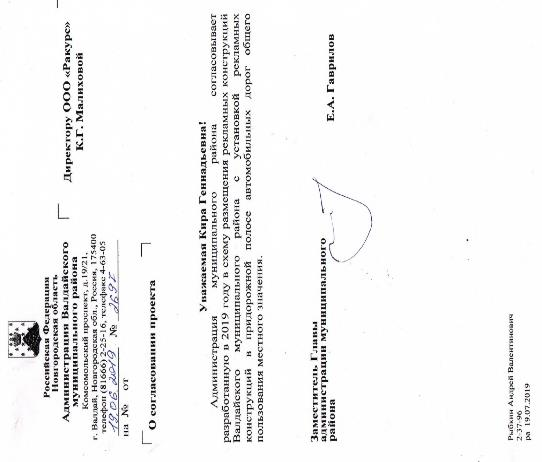 Российская Федерация
Новгородская область
Администрация Валдайского
муниципального района
Комсомольский проспект, д.19/21,
г. Валдай, Новгородская обл., Россия, 175400
телефон (81666) 2-25-16, телефакс 4-63-05
19.06.2019 № 2697
на № от
Директору ООО «Ракурс»
К.Г. Малиховой
О согласовании проекта
Уважаемая Кира Геннадьевна!
Администрация муниципального района согласовывает
разработанную в 2019 году в схему размещения рекламных конструкций
Валдайского муниципального района с установкой рекламных
конструкций в придорожной полосе автомобильных дорог общего
пользования местного значения.
Заместитель Главы
администрации муниципального
района
Е.А. Гаврилов
Рыбкин Андрей Валентинович
2-37-96
ра 19.07.2019